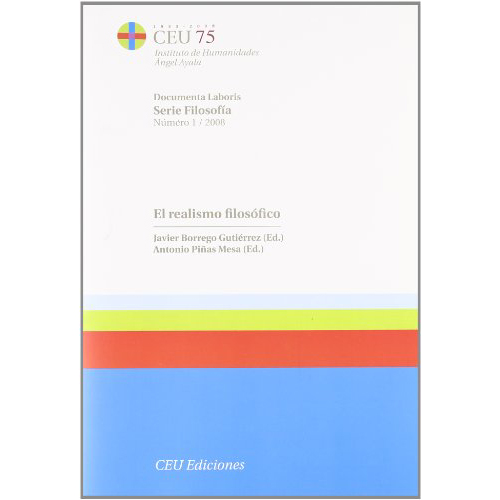 1933-2008
CEU 75
Instituto de Humanidades
Ángel Ayala
Documenta Laboris
Serie Filosofía
Número 1 / 2008
El realismo filosófico
Javier Borrego Gutiérrez (Ed.)
Antonio Piñas Mesa (Ed.)
CEU Ediciones